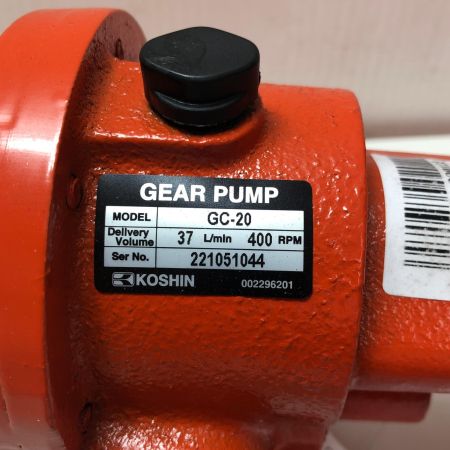 GEAR PUMP
MODEL GC-20
Delivery Volume 37 L/min 400 RPM
Ser No. 221051044
KOSHIN 002296201